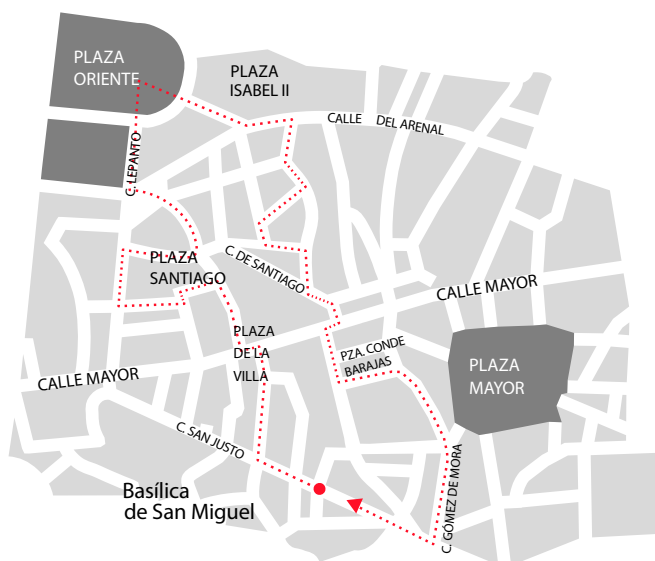 PLAZA
ORIENTE
PLAZA
ISABEL II
CALLE DEL ARENAL
C. LEPANTO
PLAZA
SANTIAGO
C. DE SANTIAGO
CALLE MAYOR
PLAZA
DE LA
VILLA
PZA. CONDE
BARAJAS
PLAZA
MAYOR
CALLE MAYOR
C. SAN JUSTO
C. GÓMEZ DE MORA
Basílica
de San Miguel